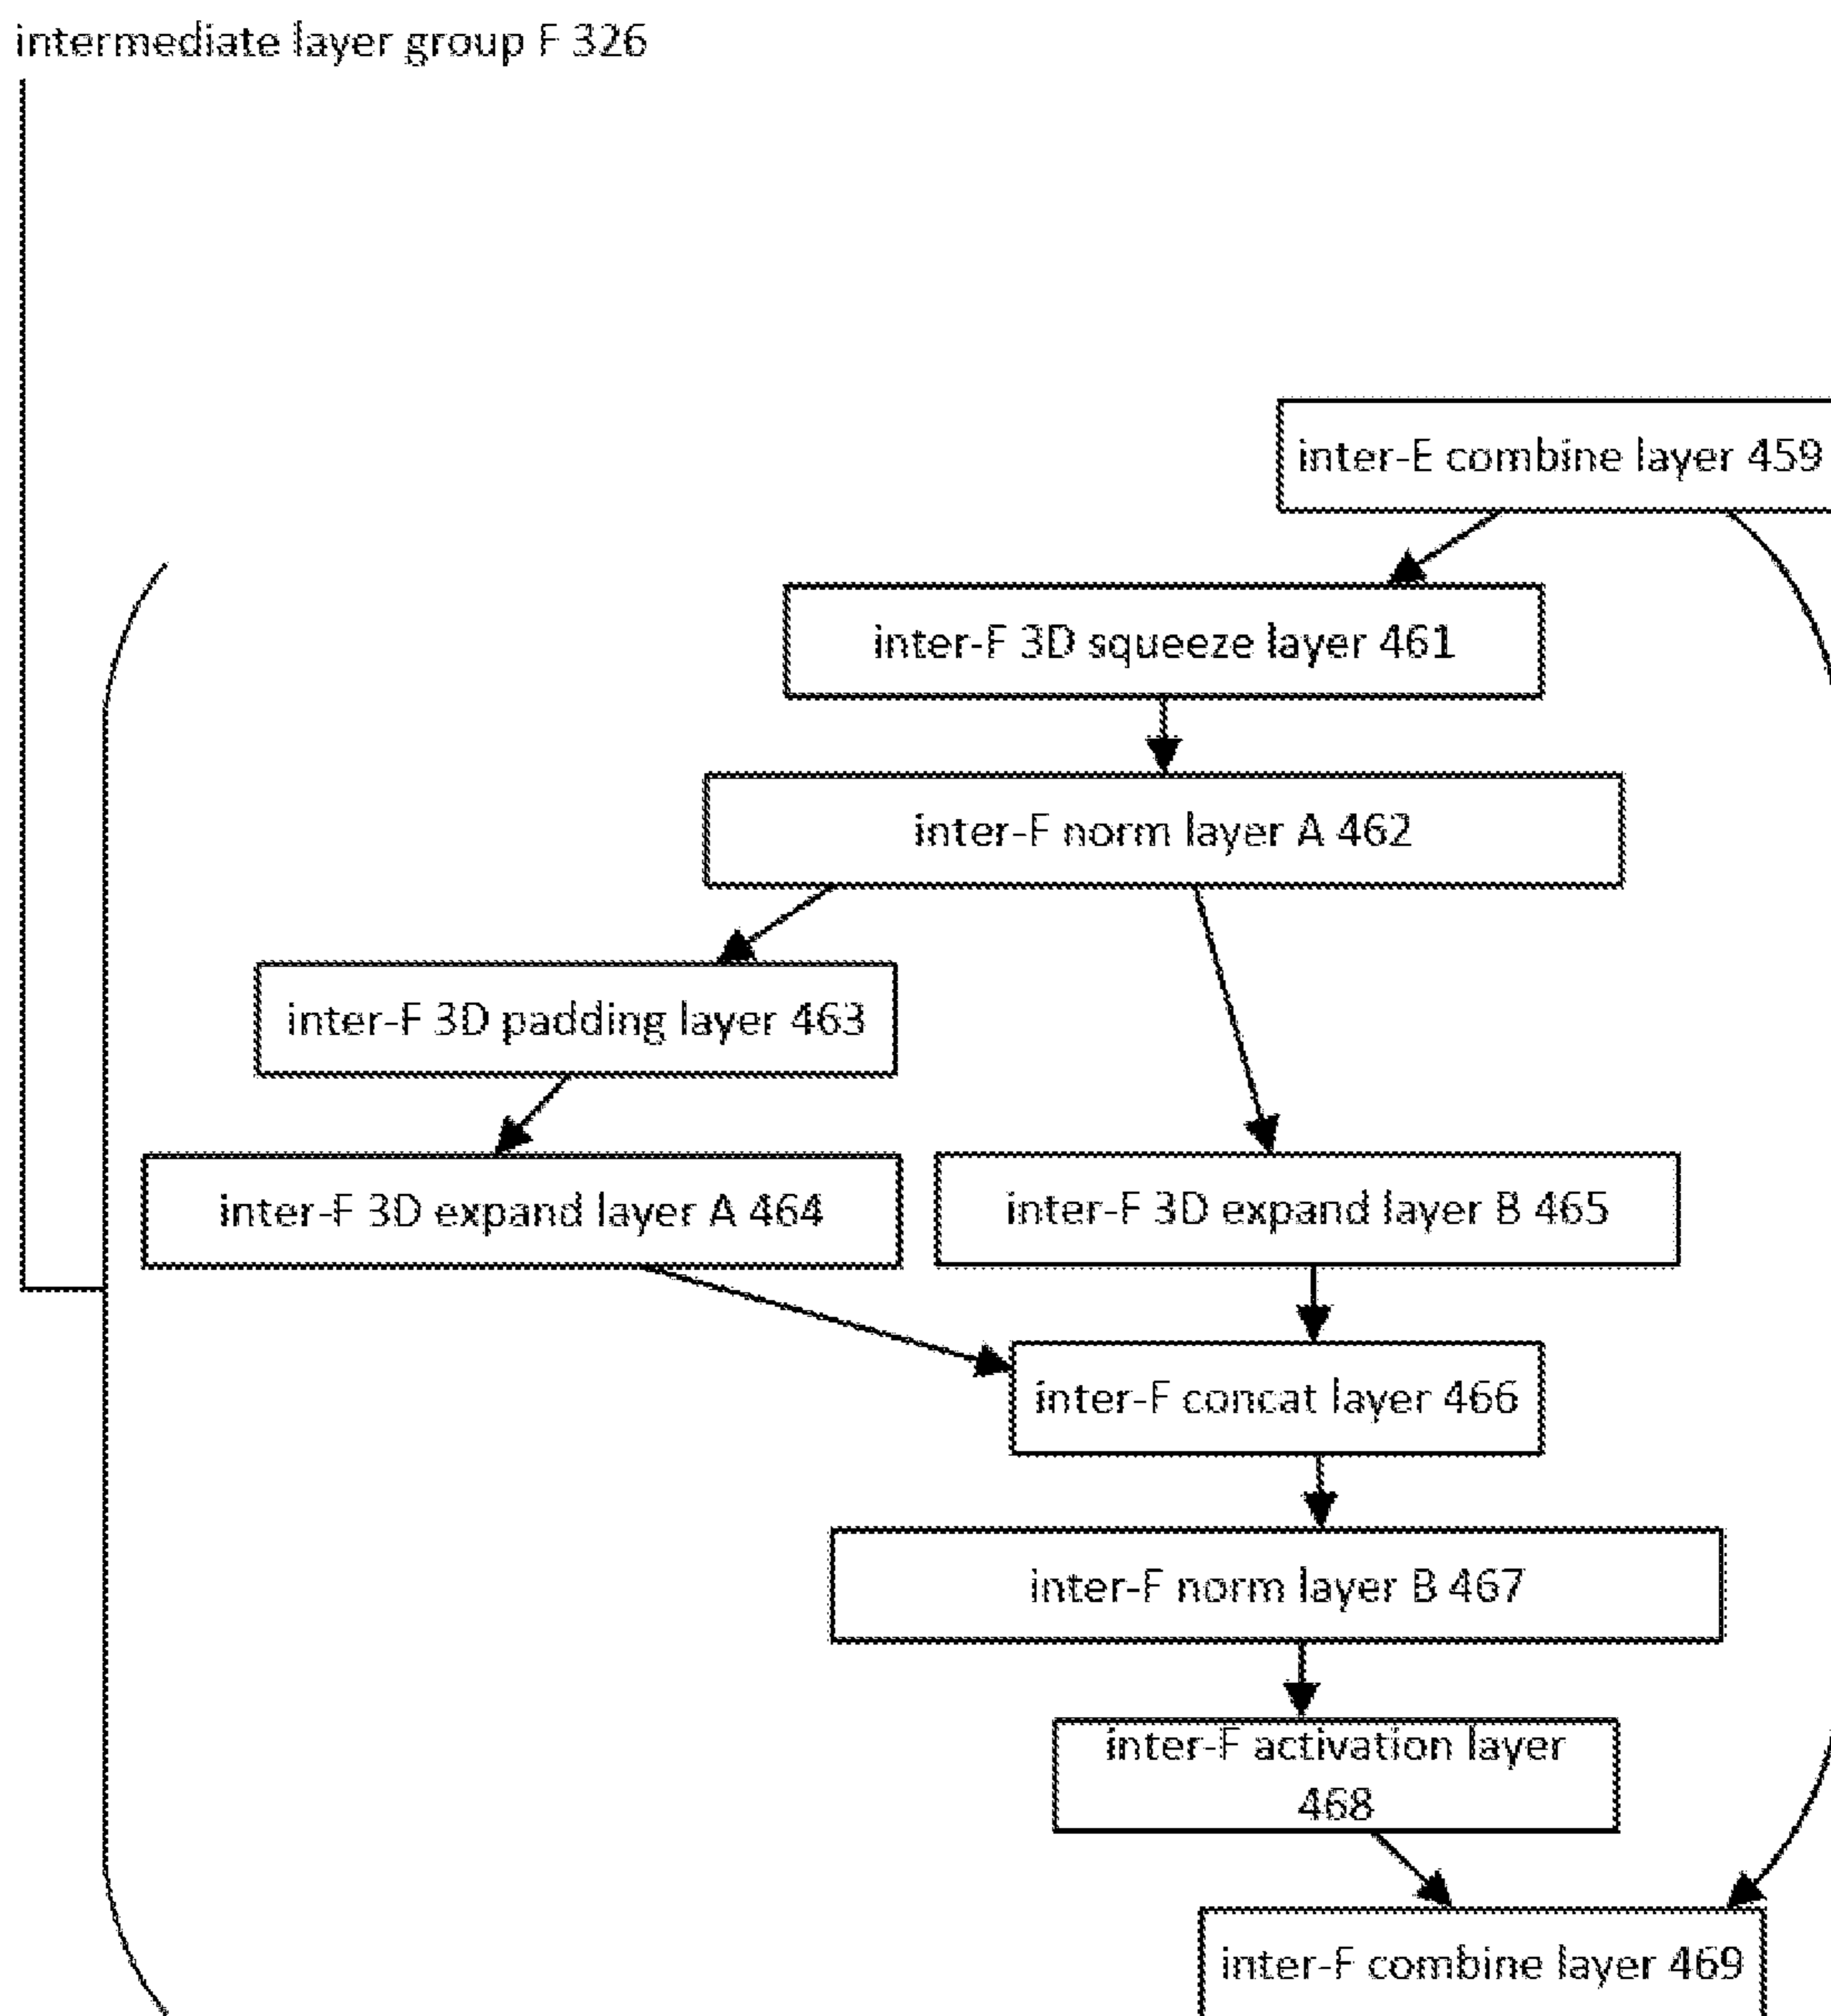 intermediate layer group F 326
inter-E combine layer 459
inter-F 3D squeeze layer 461
inter-F norm layer A 462
inter-F 3D padding layer 463
inter-F 3D expand layer A 464
inter-F 3D expand layer B 465
inter-F concat layer 466
inter-F norm layer B 467
inter-F activation layer
468
inter-F combine layer 469